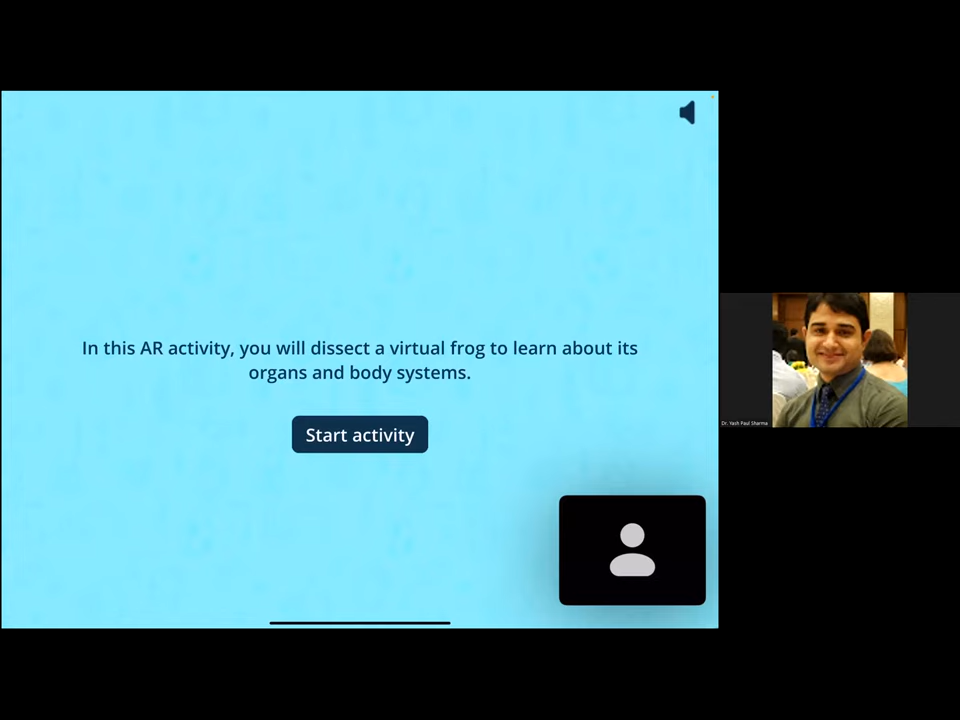 In this AR activity, you will dissect a virtual frog to learn about its
organs and body systems.
Start activity
Dr. Yash Paul Sharma